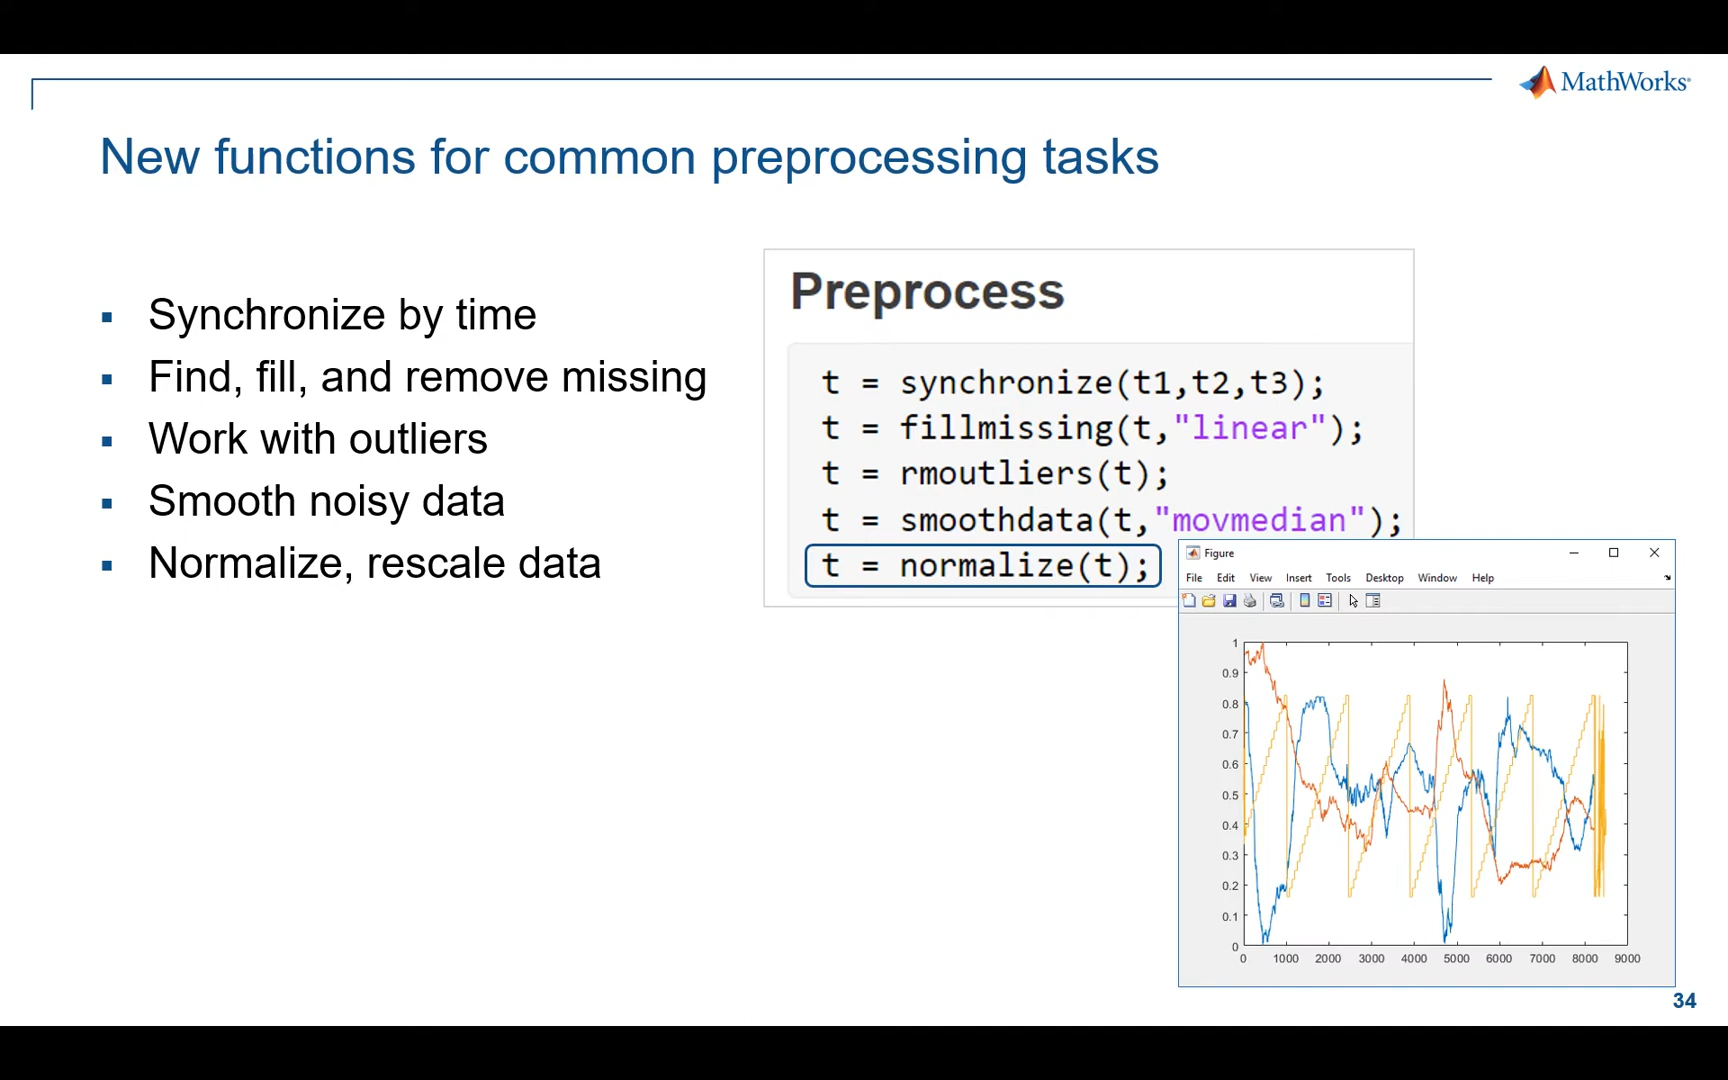 MathWorks®
New functions for common preprocessing tasks
▪ Synchronize by time
▪ Find, fill, and remove missing
▪ Work with outliers
▪ Smooth noisy data
▪ Normalize, rescale data
Preprocess
t = synchronize(t1,t2,t3);
t = fillmissing(t,"linear");
t = rmoutliers(t);
t = smoothdata(t,"movmedian");
t = normalize(t);
Figure
File Edit View Insert Tools Desktop Window Help
1
0.9
0.8
0.7
0.6
0.5
0.4
0.3
0.2
0.1
0
0 1000 2000 3000 4000 5000 6000 7000 8000 9000
34